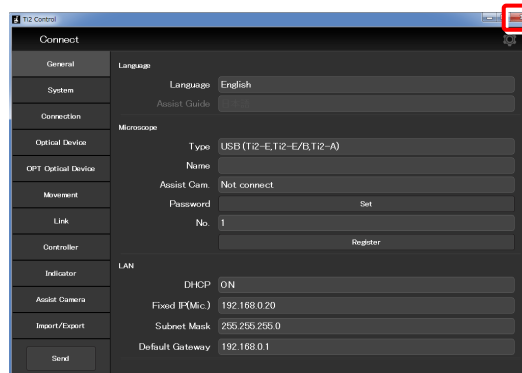 Ti2 Control
Connect
General
System
Connection
Optical Device
OPT Optical Device
Movement
Link
Controller
Indicator
Assist Camera
Import/Export
Send
Language
Language English
Assist Guide 日本語
Microscope
Type USB (Ti2-E,Ti2-E/B,Ti2-A)
Name
Assist Cam. Not connect
Password Set
No. 1
Register
LAN
DHCP ON
Fixed IP(Mic.) 192.168.0.20
Subnet Mask 255.255.255.0
Default Gateway 192.168.0.1